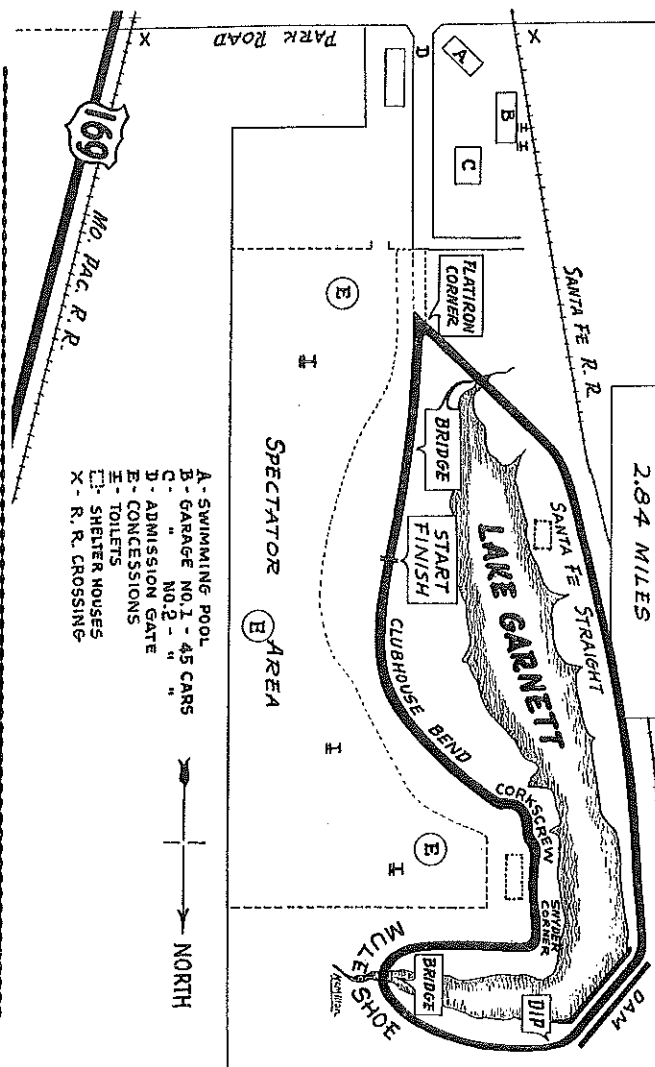 2.84 MILES
SANTA FE R.R.
SANTA FE STRAIGHT
LAKE GARNETT
DAM
DIP
BRIDGE
MULE SHOE
McMillan
SNYDER
CORNER
CORKSCREW
CLUBHOUSE BEND
START
FINISH
BRIDGE
FLATIRON
CORNER
A
B
C
D
PARK ROAD
X
X
E
E
E
SPECTATOR AREA
169
MO. PAC. R.R.
A - SWIMMING POOL
B - GARAGE NO.1 - 45 CARS
C - " NO.2 - " "
D - ADMISSION GATE
E - CONCESSIONS
- TOILETS
- SHELTER HOUSES
X - R.R. CROSSING
NORTH